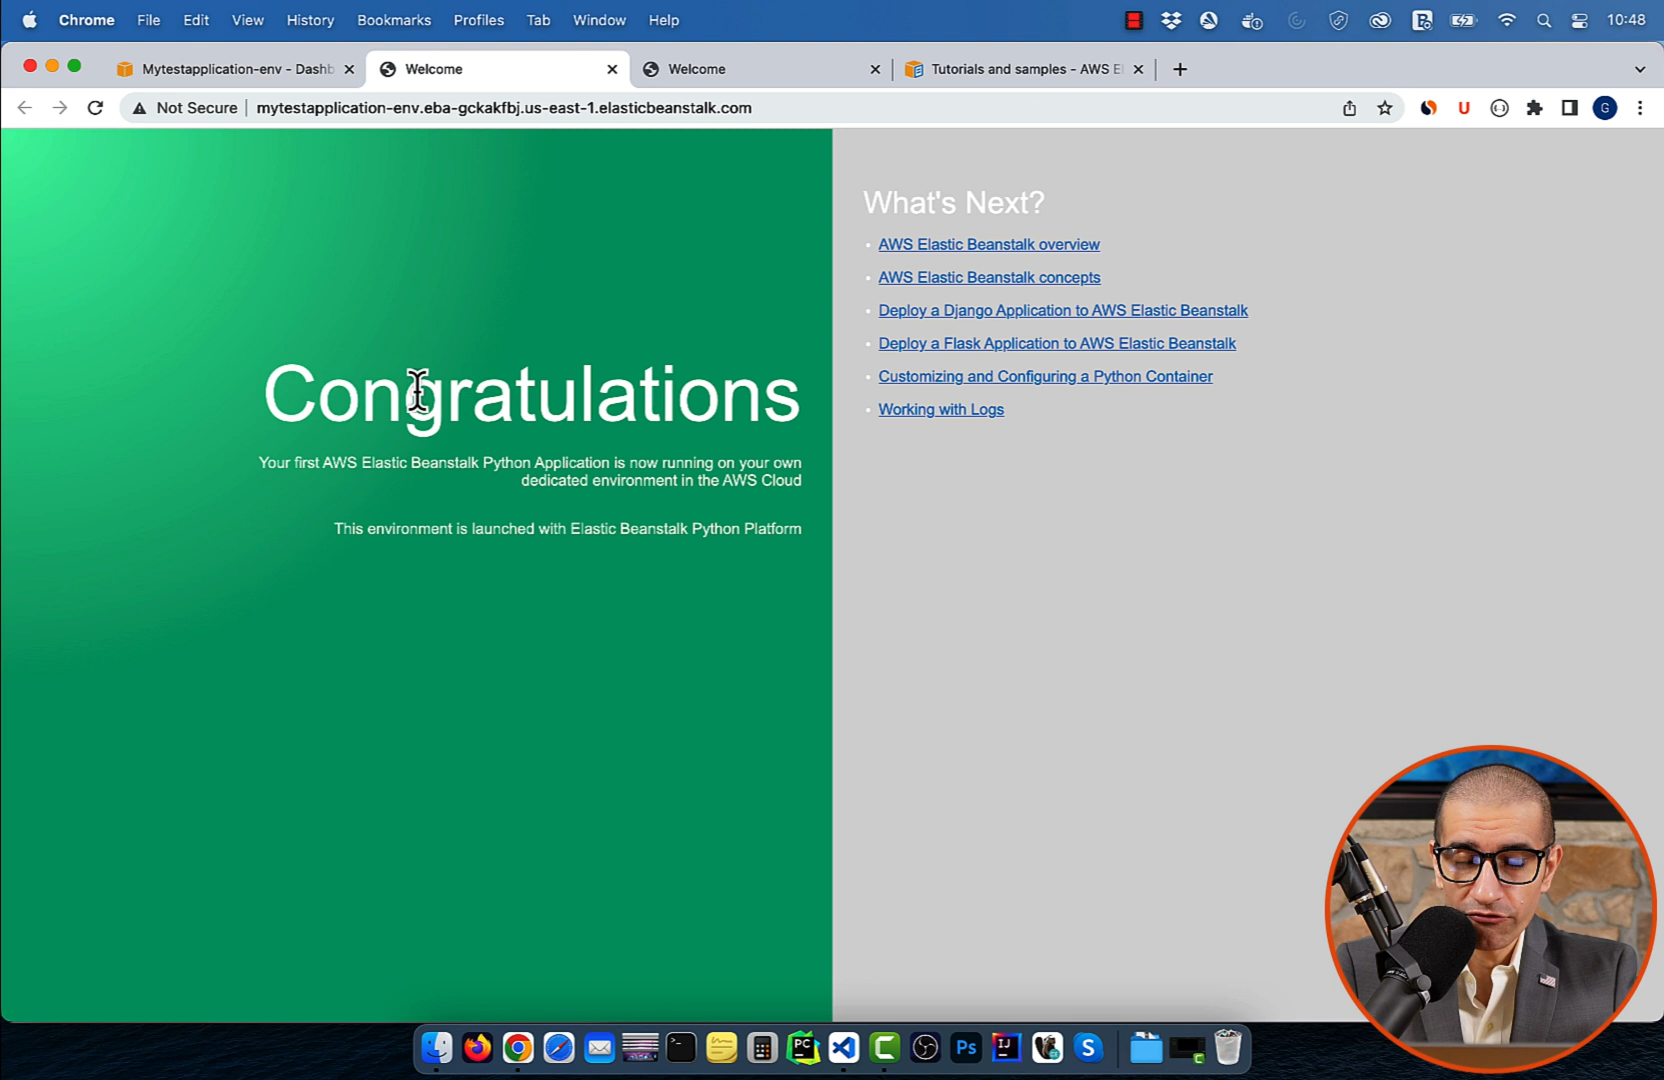 Chrome File Edit View History Bookmarks Profiles Tab Window Help 10:48
Mytestapplication-env - Dashb Welcome Welcome Tutorials and samples - AWS El
Not Secure mytestapplication-env.eba-gckakfbj.us-east-1.elasticbeanstalk.com U G
Congratulations
Your first AWS Elastic Beanstalk Python Application is now running on your own
dedicated environment in the AWS Cloud
This environment is launched with Elastic Beanstalk Python Platform
What's Next?
AWS Elastic Beanstalk overview
AWS Elastic Beanstalk concepts
Deploy a Django Application to AWS Elastic Beanstalk
Deploy a Flask Application to AWS Elastic Beanstalk
Customizing and Configuring a Python Container
Working with Logs
PC C Ps IJ S